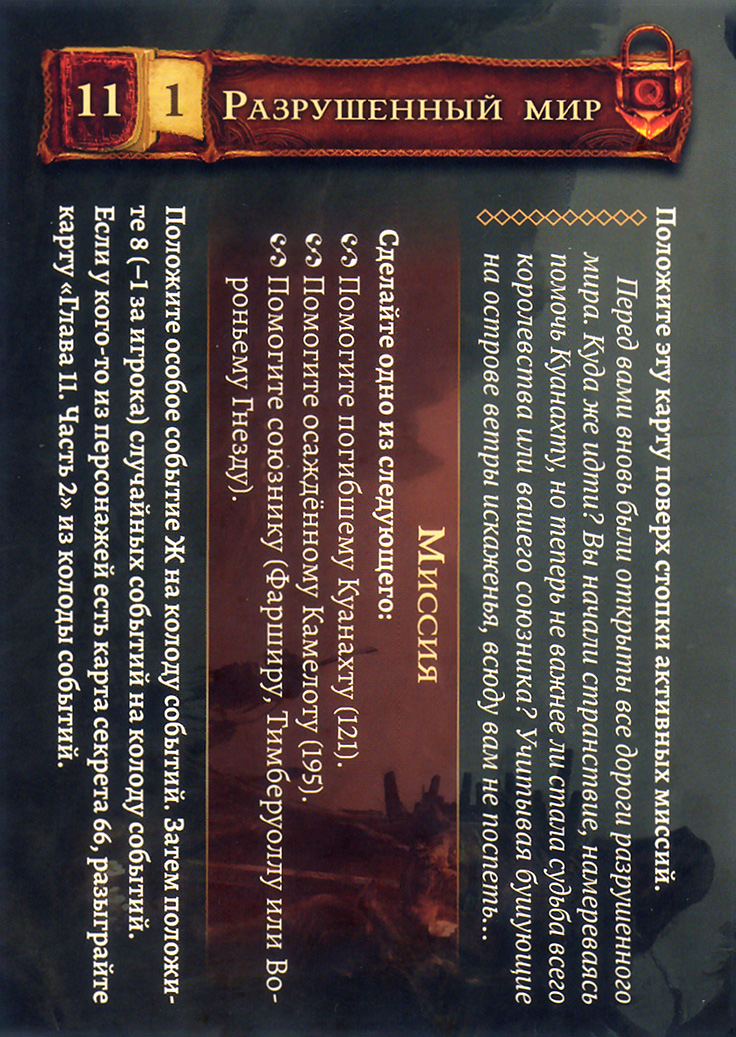 11 1 Разрушенный мир
Положите эту карту поверх стопки активных миссий.
Перед вами вновь были открыты все дороги разрушенного
мира. Куда же идти? Вы начали странствие, намереваясь
помочь Куанахту, но теперь не важнее ли стала судьба всего
королевства или вашего союзника? Учитывая бушующие
на острове ветры искаженья, всюду вам не поспеть...
Миссия
Сделайте одно из следующего:
Помогите погибшему Куанахту (121).
Помогите осаждённому Камелоту (195).
Помогите союзнику (Фарширу, Тимберуоллу или Во-
роньему Гнезду).
Положите особое событие Ж на колоду событий. Затем положи-
те 8 (−1 за игрока) случайных событий на колоду событий.
Если у кого-то из персонажей есть карта секрета 66, разыграйте
карту «Глава 11. Часть 2» из колоды событий.